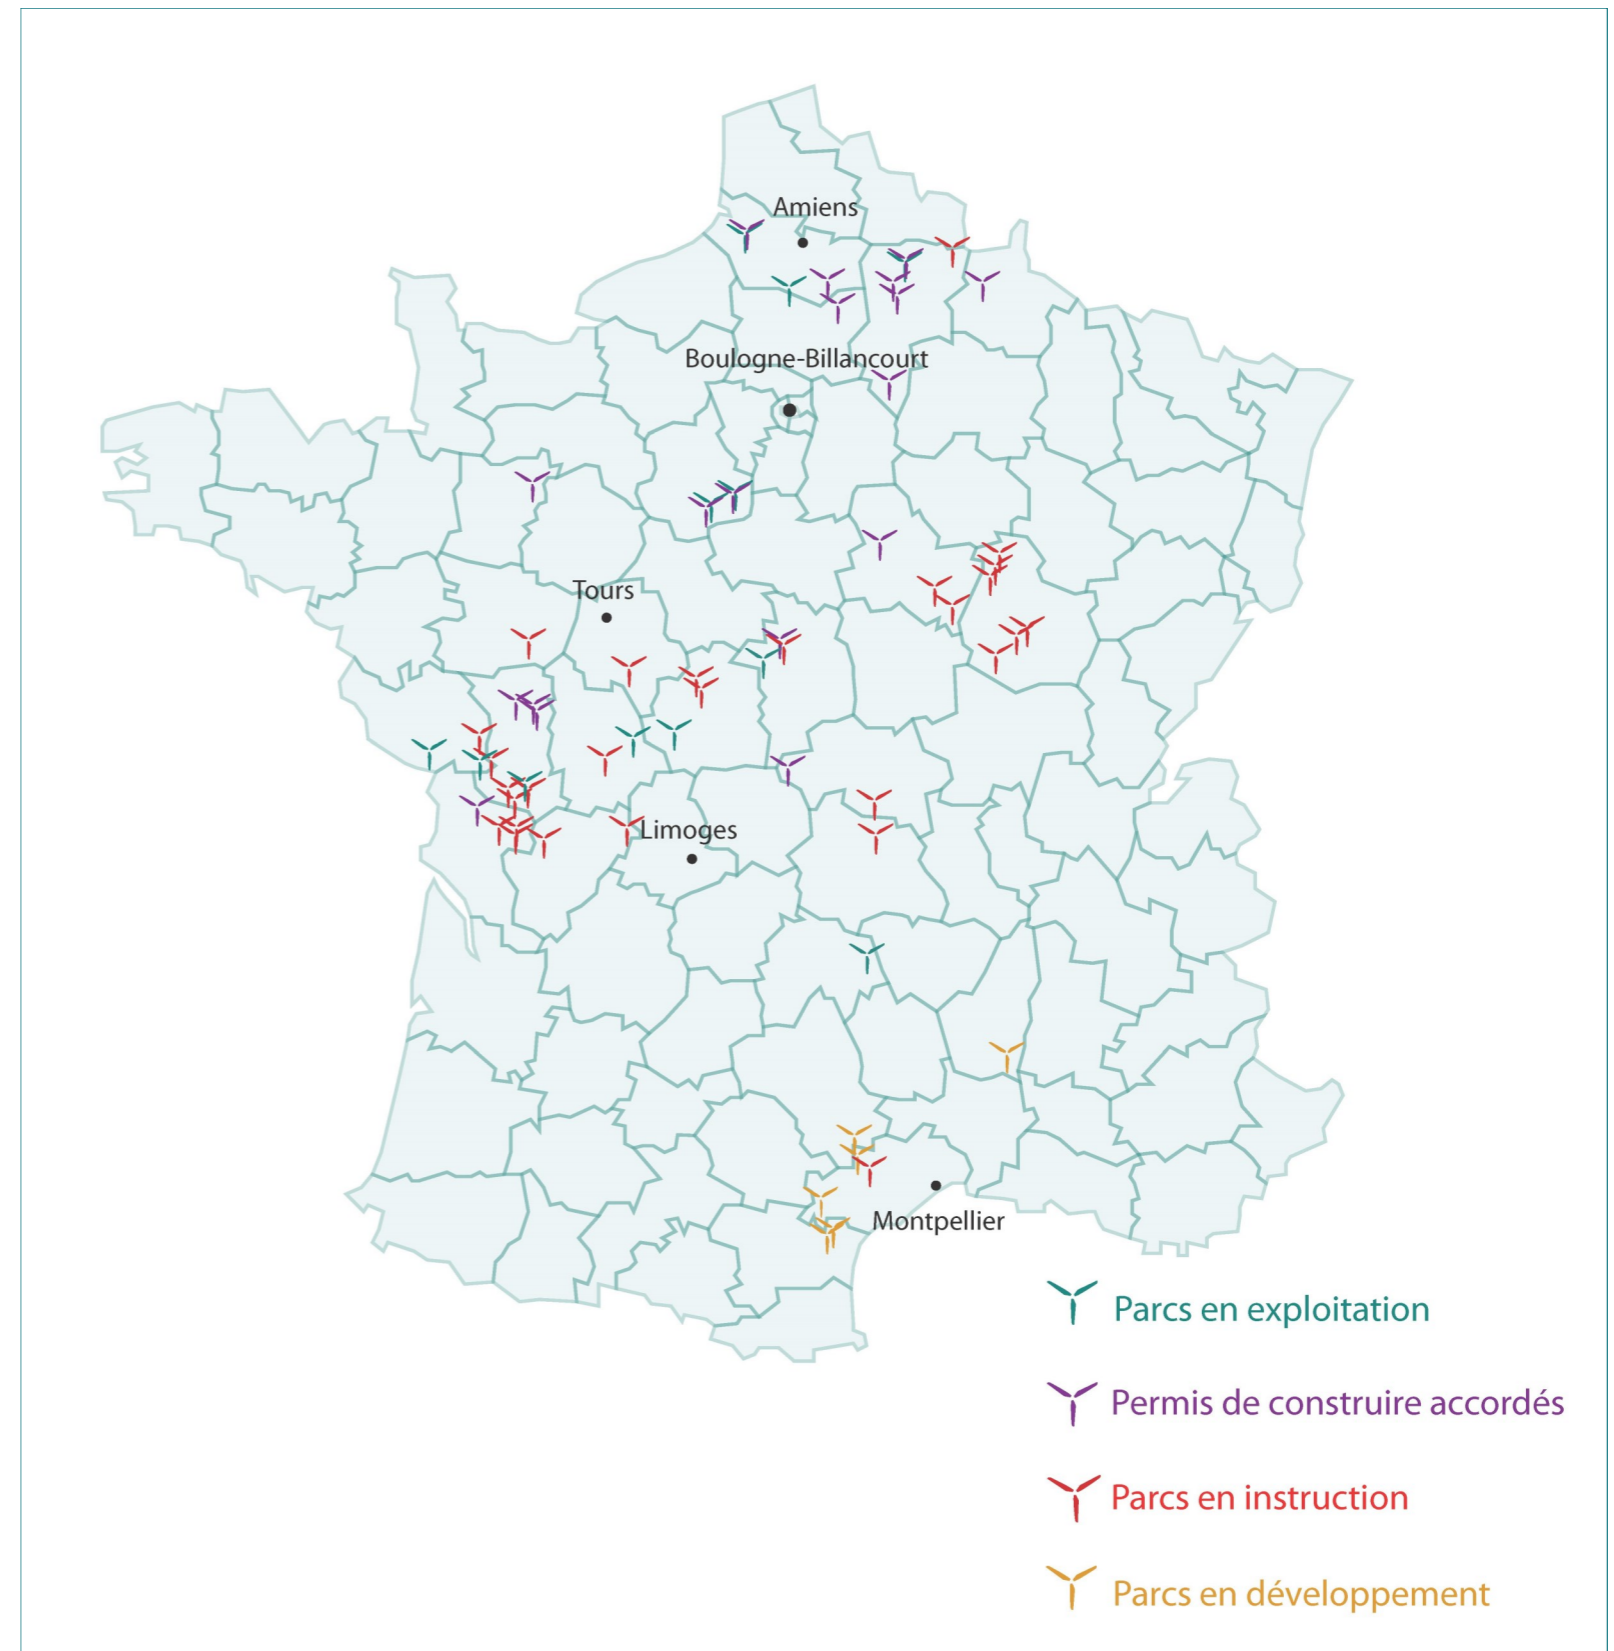 Amiens
Boulogne-Billancourt
Tours
Limoges
Montpellier
Parcs en exploitation
Permis de construire accordés
Parcs en instruction
Parcs en développement